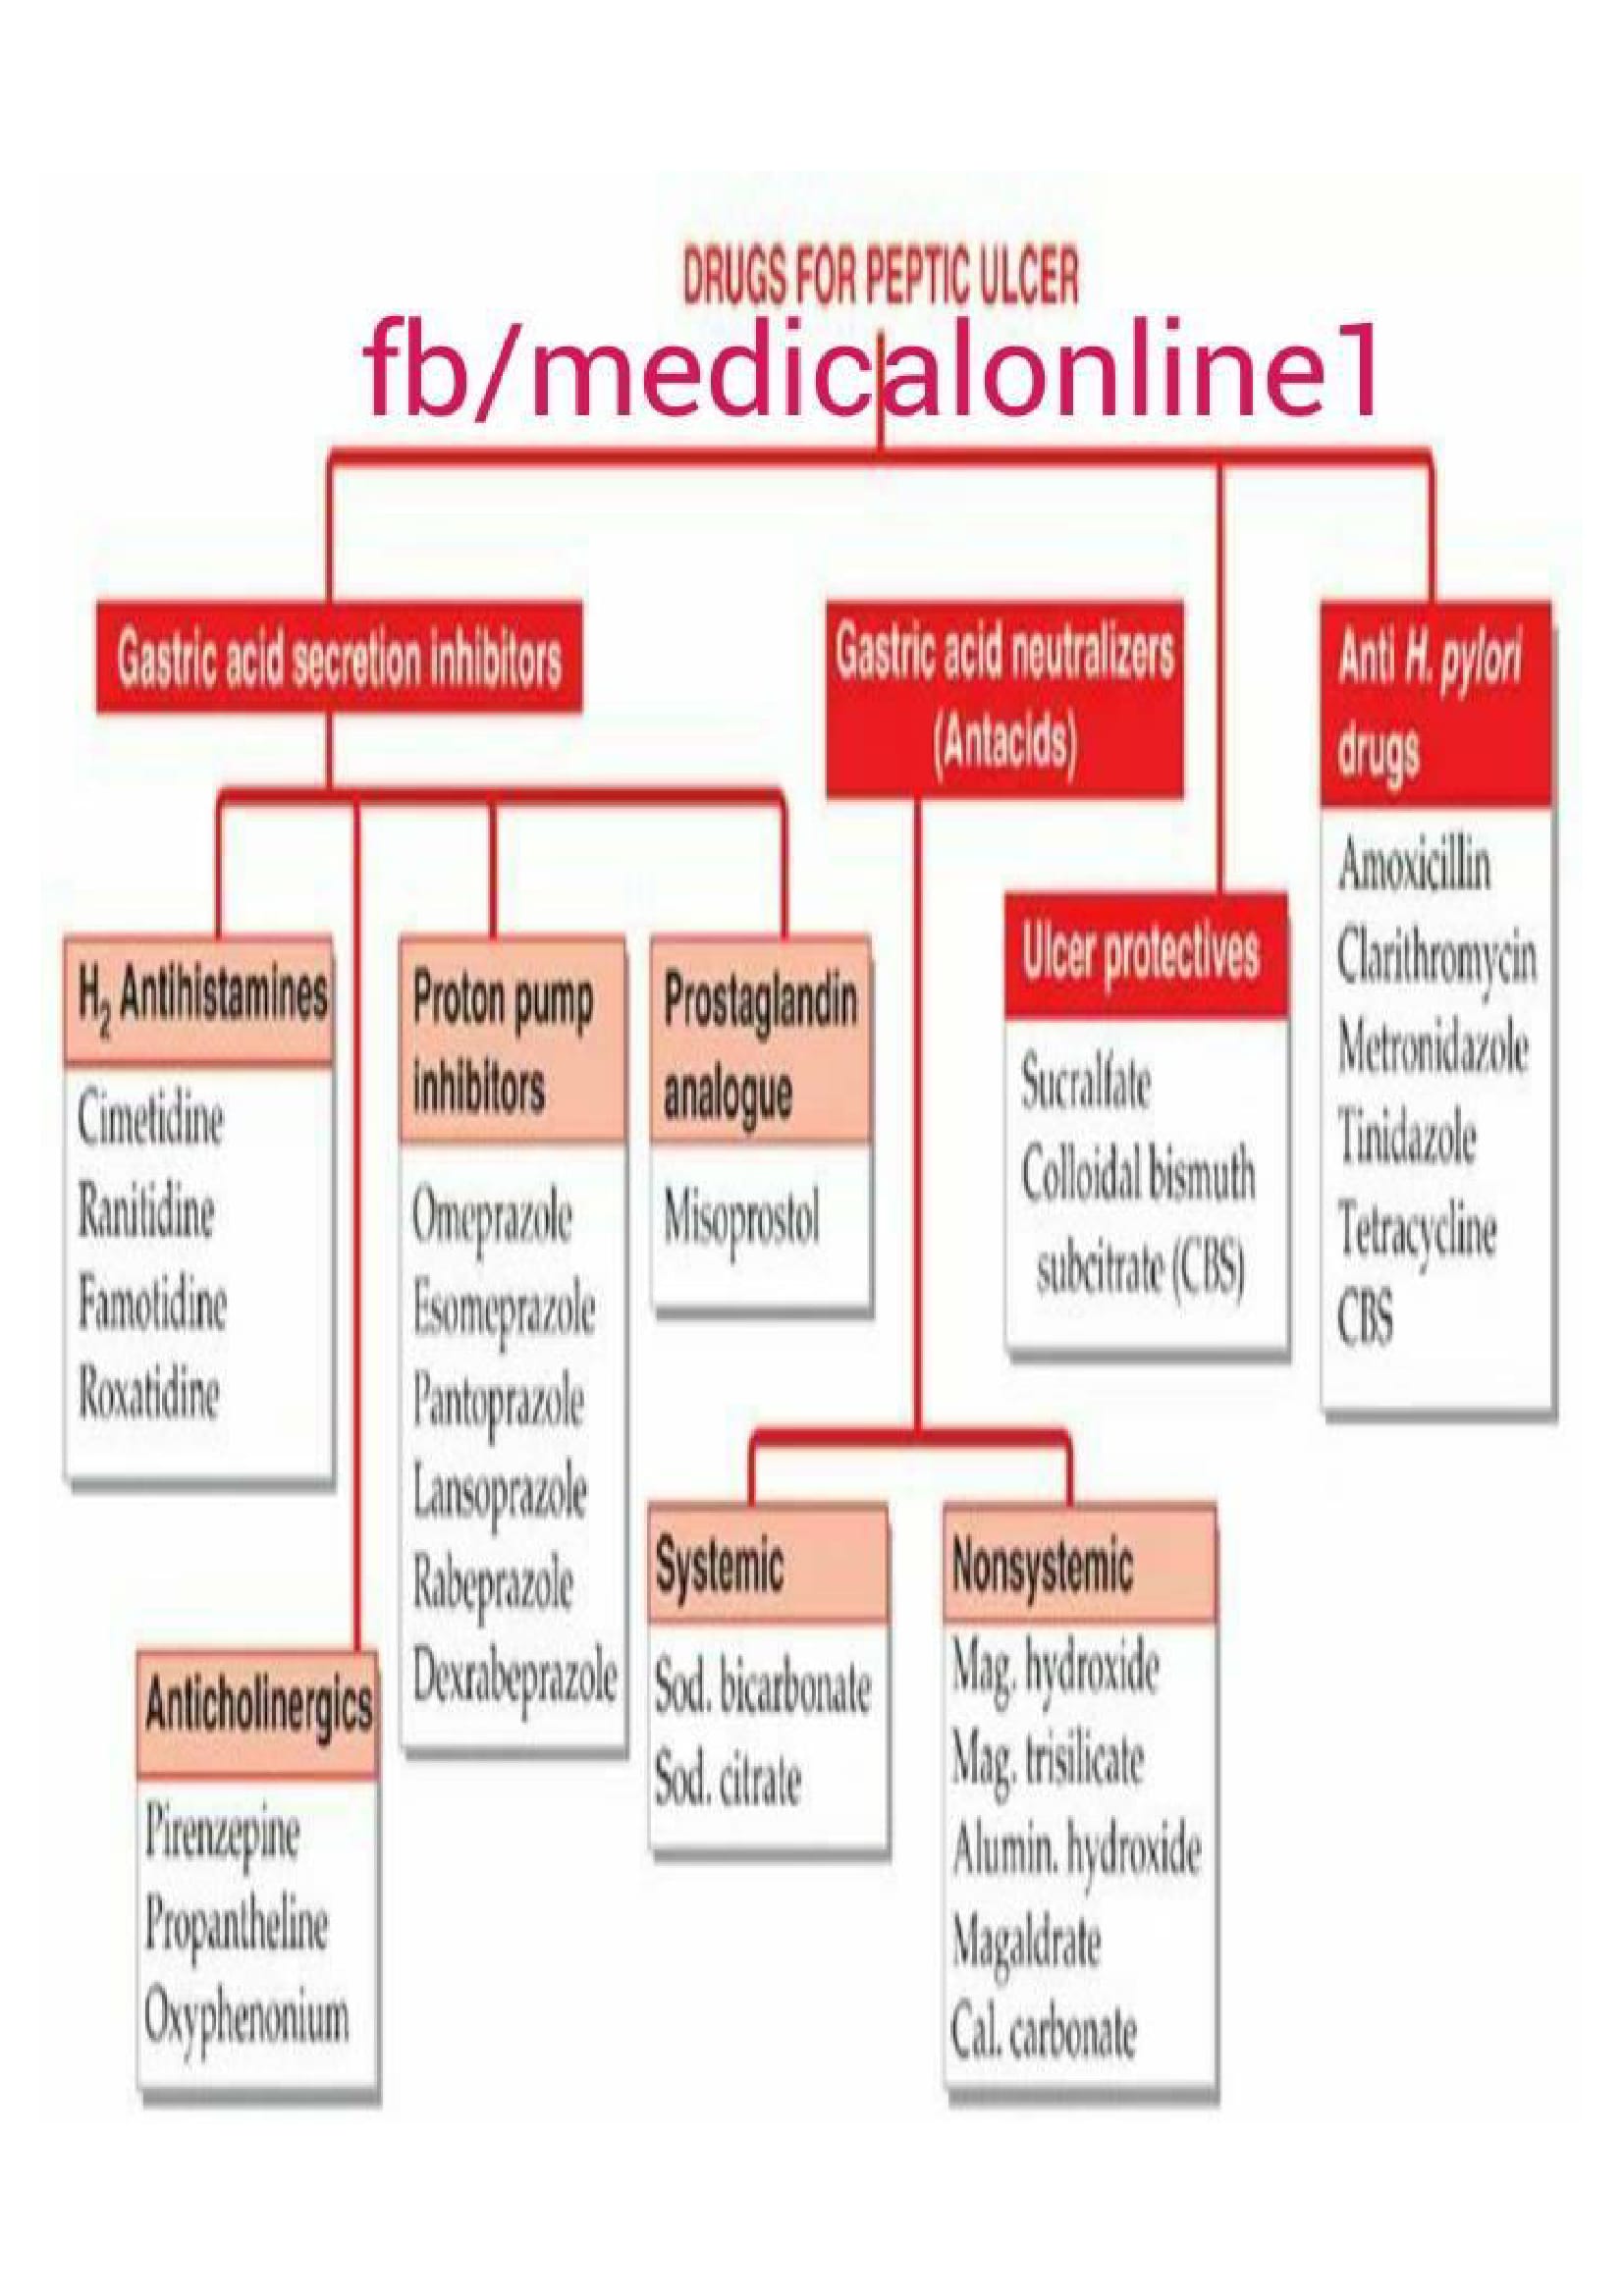 DRUGS FOR PEPTIC ULCER
fb/medicalonline1
Gastric acid secretion inhibitors
Gastric acid neutralizers
(Antacids)
Anti H. pylori
drugs
Amoxicillin
Clarithromycin
Metronidazole
Tinidazole
Tetracycline
CBS
Ulcer protectives
Sucralfate
Colloidal bismuth
subcitrate (CBS)
H₂ Antihistamines
Cimetidine
Ranitidine
Famotidine
Roxatidine
Proton pump
inhibitors
Omeprazole
Esomeprazole
Pantoprazole
Lansoprazole
Rabeprazole
Dexrabeprazole
Prostaglandin
analogue
Misoprostol
Anticholinergics
Pirenzepine
Propantheline
Oxyphenonium
Systemic
Sod. bicarbonate
Sod. citrate
Nonsystemic
Mag. hydroxide
Mag. trisilicate
Alumin. hydroxide
Magaldrate
Cal. carbonate